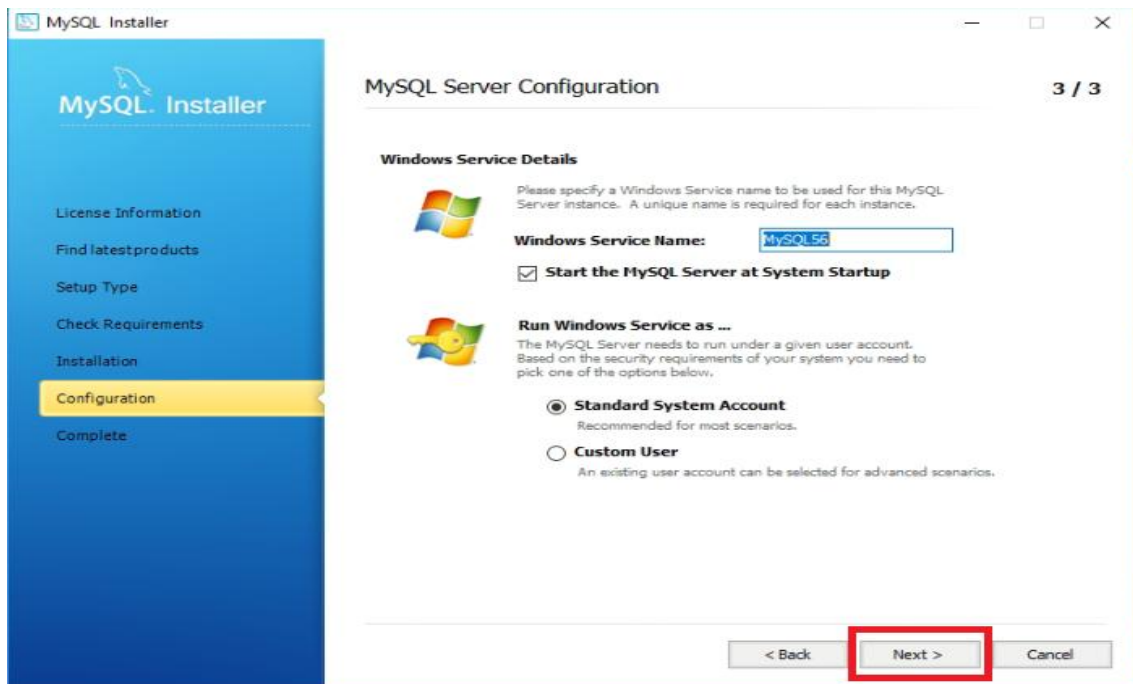 MySQL Installer
MySQL. Installer
License Information
Find latestproducts
Setup Type
Check Requirements
Installation
Configuration
Complete
MySQL Server Configuration
3 / 3
Windows Service Details
Please specify a Windows Service name to be used for this MySQL
Server instance. A unique name is required for each instance.
Windows Service Name: MySQL56
Start the MySQL Server at System Startup
Run Windows Service as ...
The MySQL Server needs to run under a given user account.
Based on the security requirements of your system you need to
pick one of the options below.
Standard System Account
Recommended for most scenarios.
Custom User
An existing user account can be selected for advanced scenarios.
< Back Next > Cancel